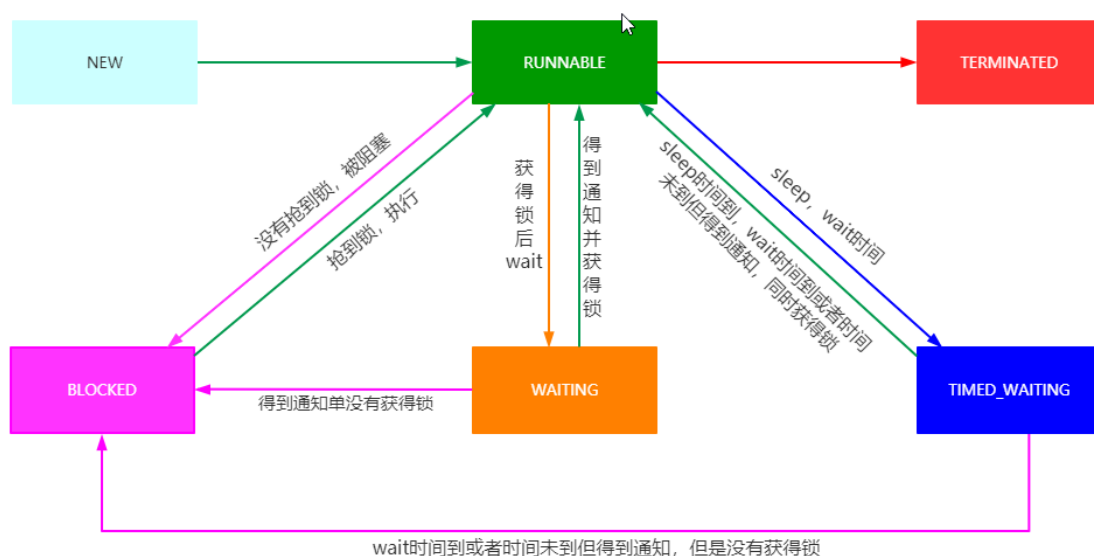 NEW
RUNNABLE
TERMINATED
没有抢到锁，被阻塞
抢到锁，执行
获得锁后wait
得到通知并获得锁
sleep，wait时间
sleep时间到，wait时间到或者时间
未到但得到通知，同时获得锁
BLOCKED
WAITING
TIMED_WAITING
得到通知单没有获得锁
wait时间到或者时间未到但得到通知，但是没有获得锁